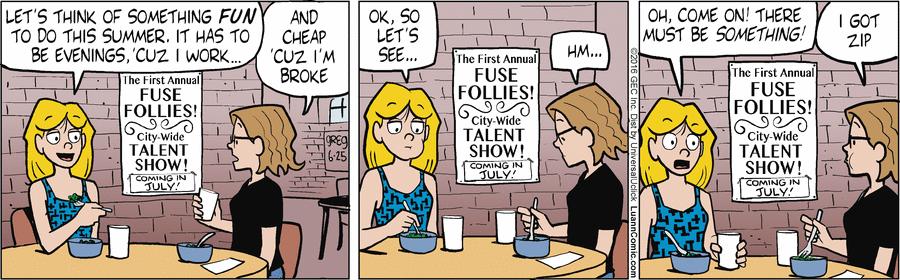 LET'S THINK OF SOMETHING FUN
TO DO THIS SUMMER. IT HAS TO
BE EVENINGS, 'CUZ I WORK...
AND
CHEAP
'CUZ I'M
BROKE
The First Annual
FUSE
FOLLIES!
City-Wide
TALENT
SHOW!
COMING IN
JULY!
GREG
6-25
OK, SO
LET'S
SEE...
HM...
The First Annual
FUSE
FOLLIES!
City-Wide
TALENT
SHOW!
COMING IN
JULY!
©2016 GEC Inc. Dist by UniversalUclick LuannComic.com
OH, COME ON! THERE
MUST BE SOMETHING!
I GOT
ZIP
The First Annual
FUSE
FOLLIES!
City-Wide
TALENT
SHOW!
COMING IN
JULY!